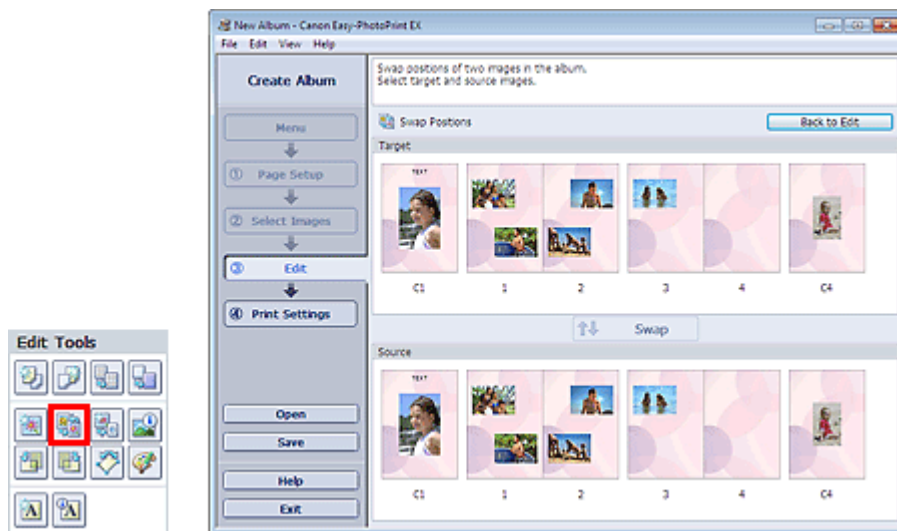 New Album - Canon Easy-PhotoPrint EX
File Edit View Help
Create Album
Swap positions of two images in the album.
Select target and source images.
Menu
Swap Positions
Back to Edit
Target
① Page Setup
TEXT
② Select Images
③ Edit
C1 1 2 3 4 C4
④ Print Settings
Swap
Edit Tools
Source
TEXT
Open
Save
Help
C1 1 2 3 4 C4
Exit
A
A